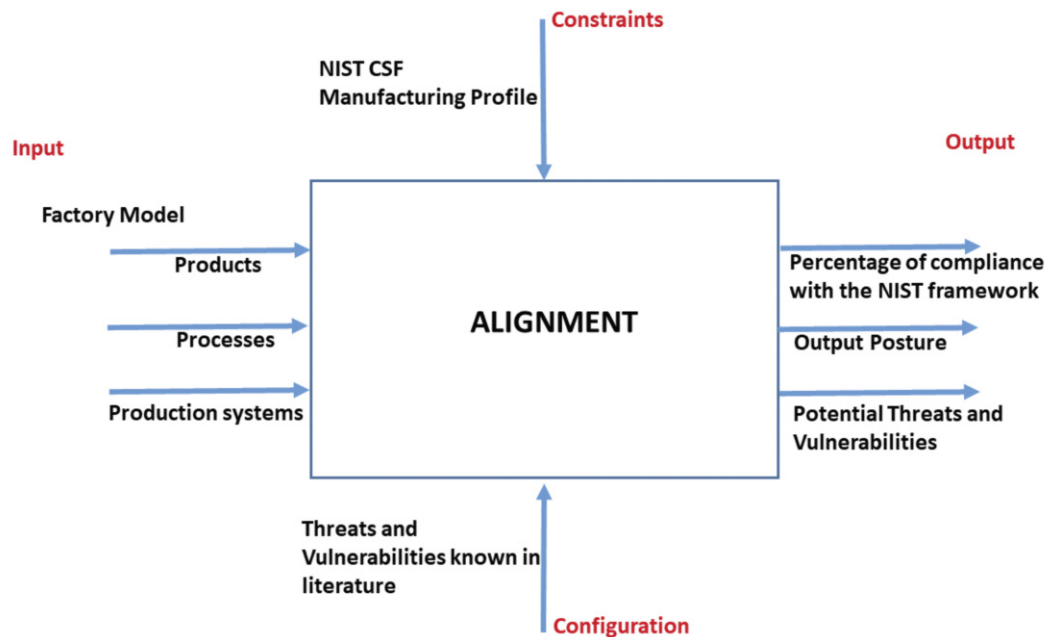 Constraints
NIST CSF
Manufacturing Profile
Input
Output
Factory Model
Products
Processes
Production systems
ALIGNMENT
Percentage of compliance
with the NIST framework
Output Posture
Potential Threats and
Vulnerabilities
Threats and
Vulnerabilities known in
literature
Configuration